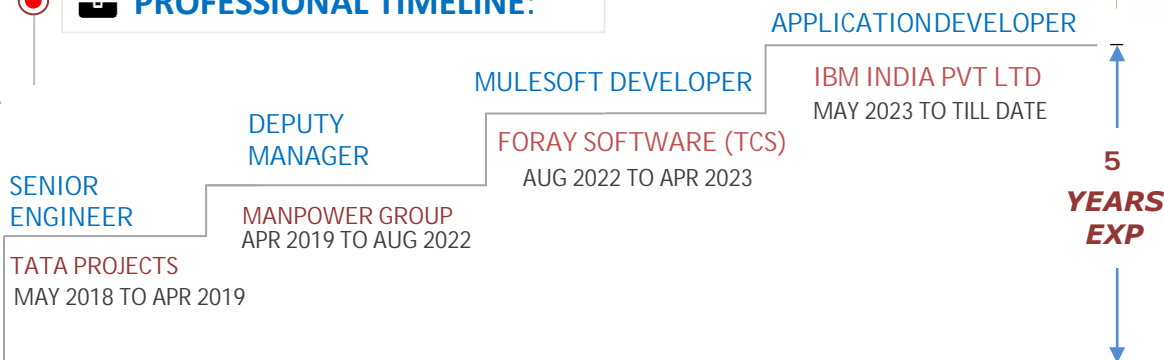 PROFESSIONAL TIMELINE:
APPLICATIONDEVELOPER
IBM INDIA PVT LTD
MAY 2023 TO TILL DATE
MULESOFT DEVELOPER
FORAY SOFTWARE (TCS)
AUG 2022 TO APR 2023
DEPUTY
MANAGER
MANPOWER GROUP
APR 2019 TO AUG 2022
SENIOR
ENGINEER
TATA PROJECTS
MAY 2018 TO APR 2019
5
YEARS
EXP